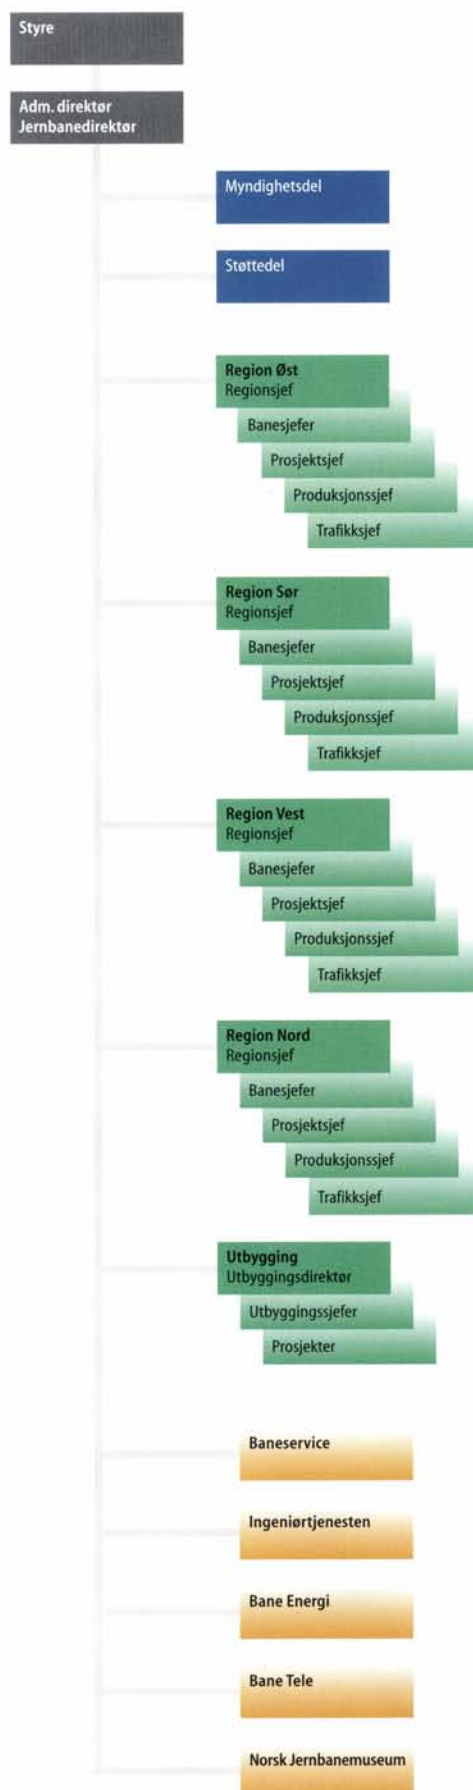 Styre
Adm. direktør
Jernbanedirektør
Myndighetsdel
Støttedel
Region Øst
Regionsjef
Banesjefer
Prosjektsjef
Produksjonssjef
Trafikksjef
Region Sør
Regionsjef
Banesjefer
Prosjektsjef
Produksjonssjef
Trafikksjef
Region Vest
Regionsjef
Banesjefer
Prosjektsjef
Produksjonssjef
Trafikksjef
Region Nord
Regionsjef
Banesjefer
Prosjektsjef
Produksjonssjef
Trafikksjef
Utbygging
Utbyggingsdirektør
Utbyggingssjefer
Prosjekter
Baneservice
Ingeniørtjenesten
Bane Energi
Bane Tele
Norsk Jernbanemuseum